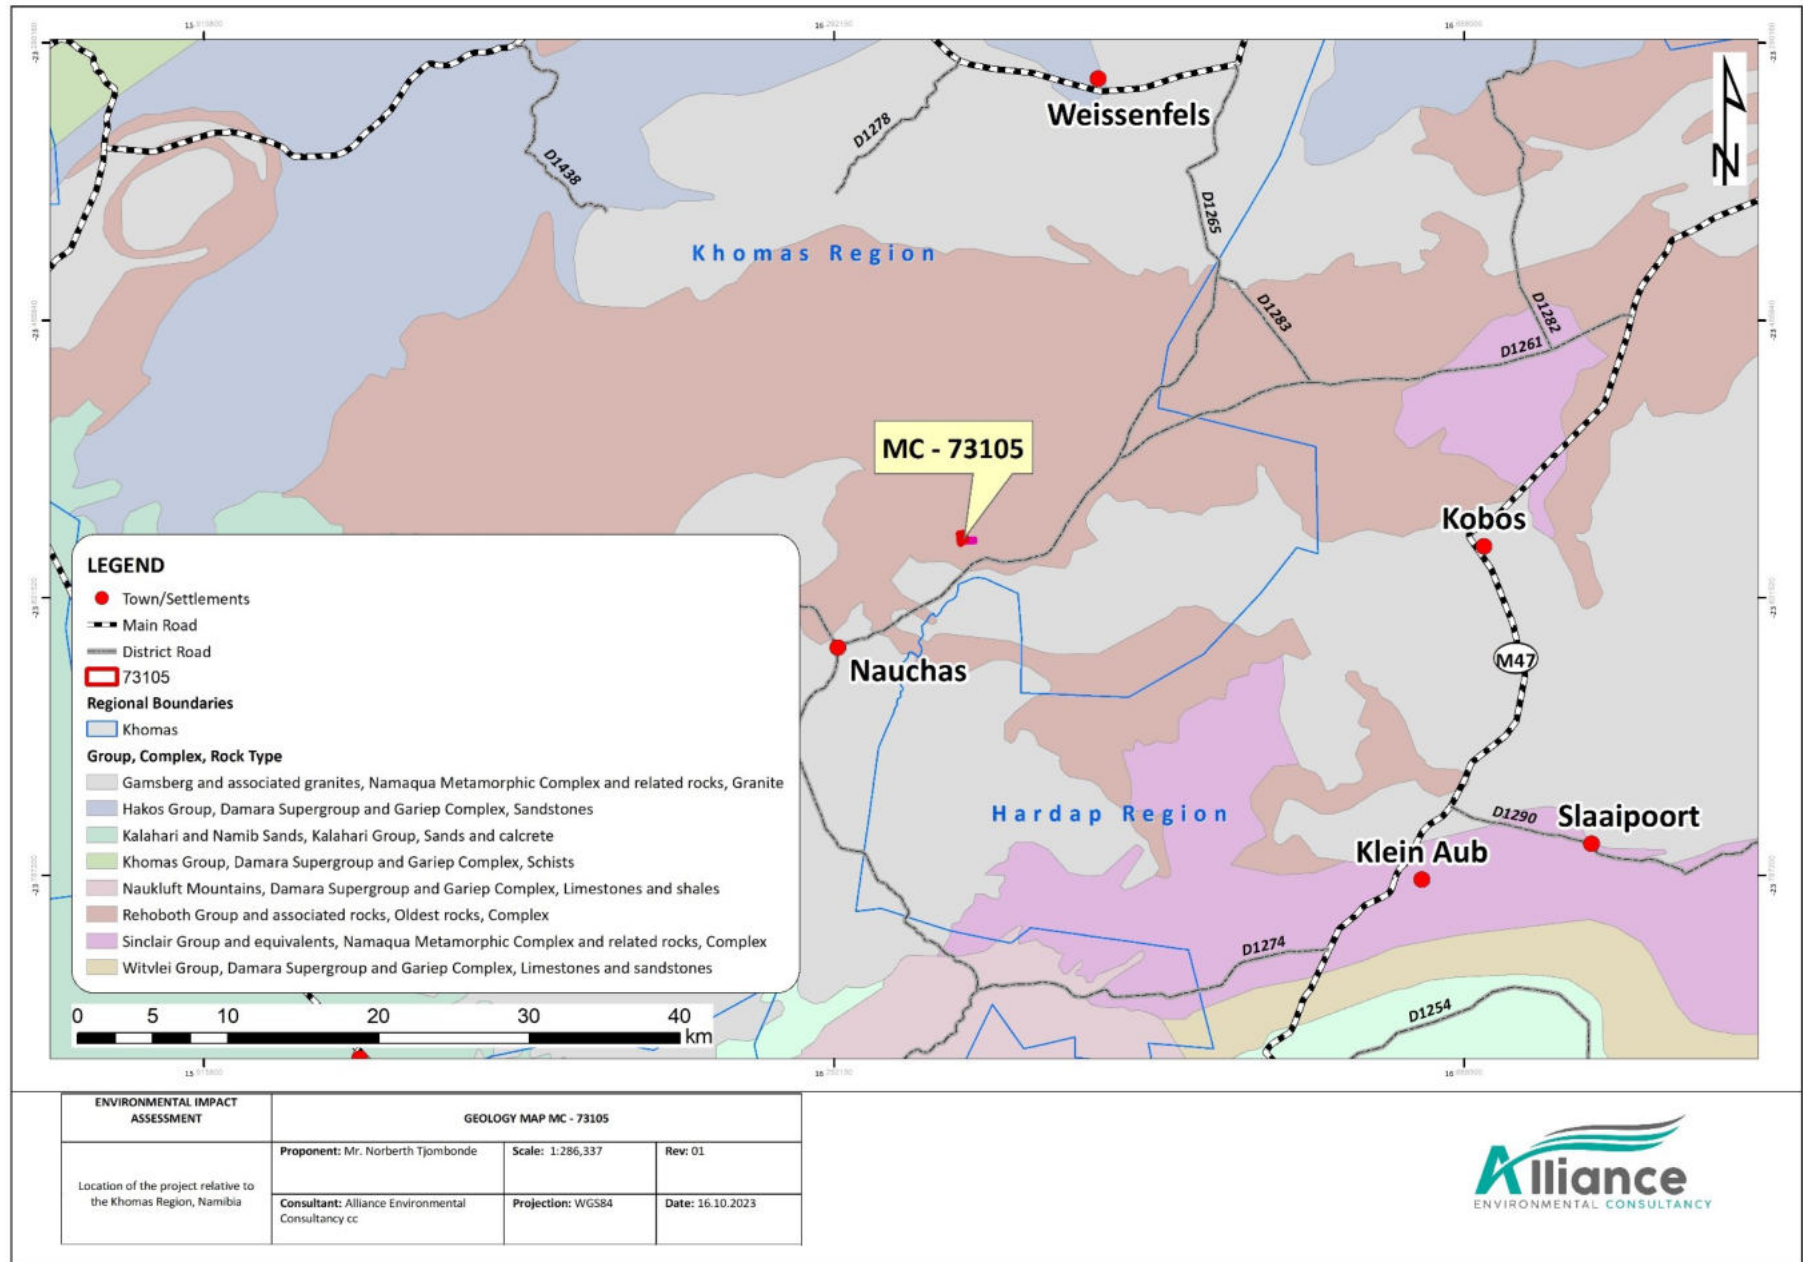 15.919800
16.292150
Weissenfels
D1278
D1438
D1265
Khomas Region
D1283
D1282
D1261
MC - 73105
Kobos
Nauchas
M47
Hardap Region
D1290
Slaaipoort
Klein Aub
D1274
D1254
N
LEGEND
Town/Settlements
Main Road
District Road
73105
Regional Boundaries
Khomas
Group, Complex, Rock Type
Gamsberg and associated granites, Namaqua Metamorphic Complex and related rocks, Granite
Hakos Group, Damara Supergroup and Gariep Complex, Sandstones
Kalahari and Namib Sands, Kalahari Group, Sands and calcrete
Khomas Group, Damara Supergroup and Gariep Complex, Schists
Naukluft Mountains, Damara Supergroup and Gariep Complex, Limestones and shales
Rehoboth Group and associated rocks, Oldest rocks, Complex
Sinclair Group and equivalents, Namaqua Metamorphic Complex and related rocks, Complex
Witvlei Group, Damara Supergroup and Gariep Complex, Limestones and sandstones
0 5 10 20 30 40
km
ENVIRONMENTAL IMPACT
ASSESSMENT
GEOLOGY MAP MC - 73105
Location of the project relative to
the Khomas Region, Namibia
Proponent: Mr. Norberth Tjombonde
Scale: 1:286,337
Rev: 01
Consultant: Alliance Environmental
Consultancy cc
Projection: WGS84
Date: 16.10.2023
Alliance
ENVIRONMENTAL CONSULTANCY